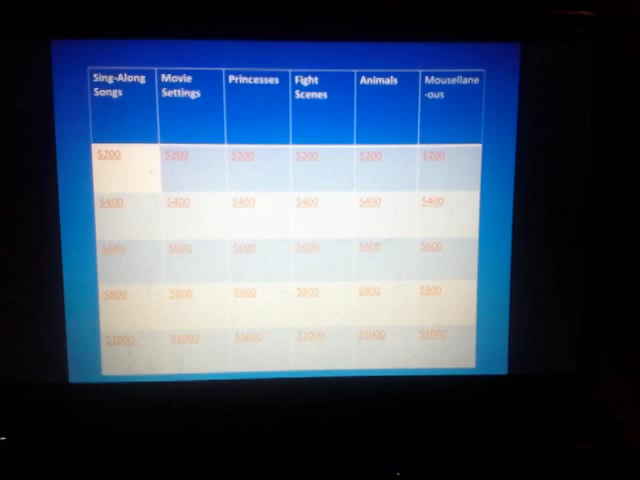 Sing-Along Songs
Movie Settings
Princesses
Fight Scenes
Animals
Mousellane-ous
$200 $200 $200 $200 $200 $200
$400 $400 $400 $400 $400 $400
$600 $600 $600 $600 $600 $600
$800 $800 $800 $800 $800 $800
$1000 $1000 $1000 $1000 $1000 $1000